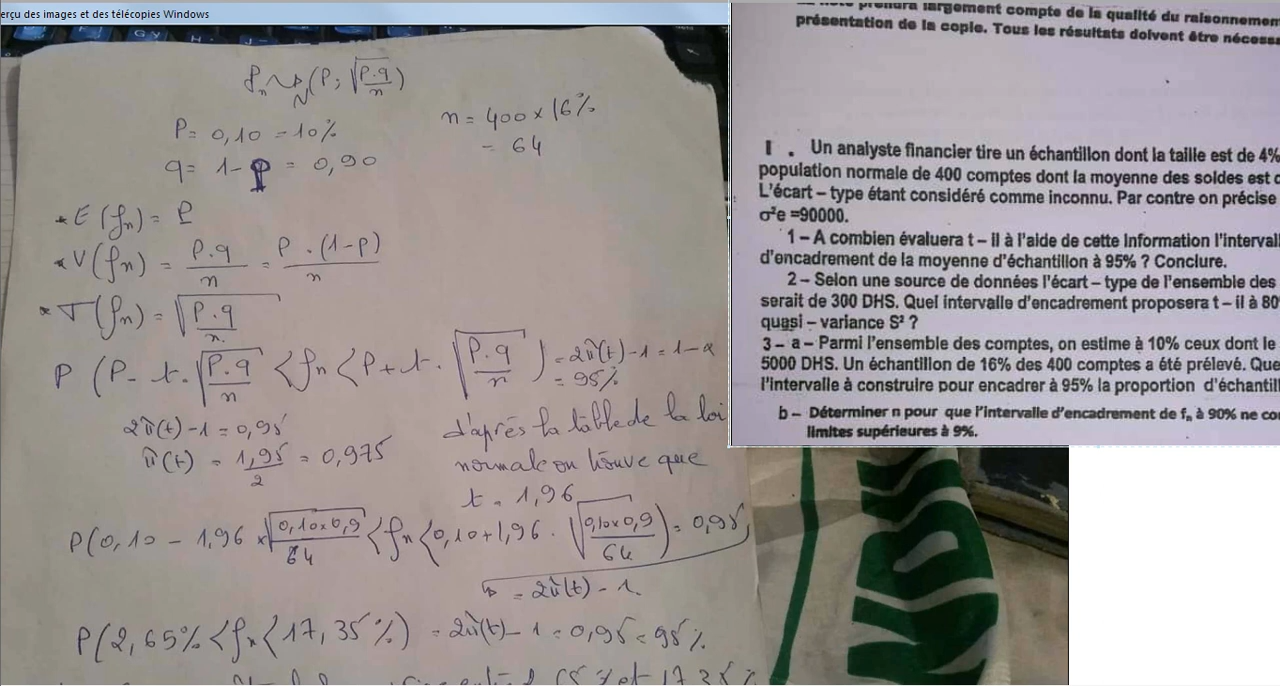 erçu des images et des télécopies Windows
fn ~> N (P; √(P.q/n))
P = 0,10 = 10%
n = 400 x 16%
= 64
q = 1-P = 0,90
* E(fn) = P
* V(fn) = P.q/n = P.(1-P)/n
* T(fn) = √(P.q/n)
P (P - t.√(P.q/n) < fn < P + t.√(P.q/n)) = 2π(t)-1 = 1-α
= 95%
2π(t)-1 = 0,95
π(t) = 1,95/2 = 0,975
d'après la table de la loi
normale on trouve que
t = 1,96
P(0,10 - 1,96 x √(0,10x0,9/64) < fn < 0,10+1,96 . √(0,10x0,9/64)) = 0,95
= 2π(t) - 1.
P(2,65% < fn < 17,35%) = 2π(t)-1 = 0,95 = 95%
et 17,35%
prendra largement compte de la qualité du raisonnemen
présentation de la copie. Tous les résultats doivent être nécess
I . Un analyste financier tire un échantillon dont la taille est de 4%
population normale de 400 comptes dont la moyenne des soldes est
L'écart – type étant considéré comme inconnu. Par contre on précise
σ²e =90000.
1 – A combien évaluera t – il à l'aide de cette Information l'interval
d'encadrement de la moyenne d'échantillon à 95% ? Conclure.
2 – Selon une source de données l'écart – type de l'ensemble des
serait de 300 DHS. Quel intervalle d'encadrement proposera t – il à 80
quasi – variance S² ?
3 – a – Parmi l'ensemble des comptes, on estime à 10% ceux dont le
5000 DHS. Un échantillon de 16% des 400 comptes a été prélevé. Que
l'intervalle à construire pour encadrer à 95% la proportion d'échantil
b – Déterminer n pour que l'intervalle d'encadrement de fn à 90% ne co
limites supérieures à 9%.